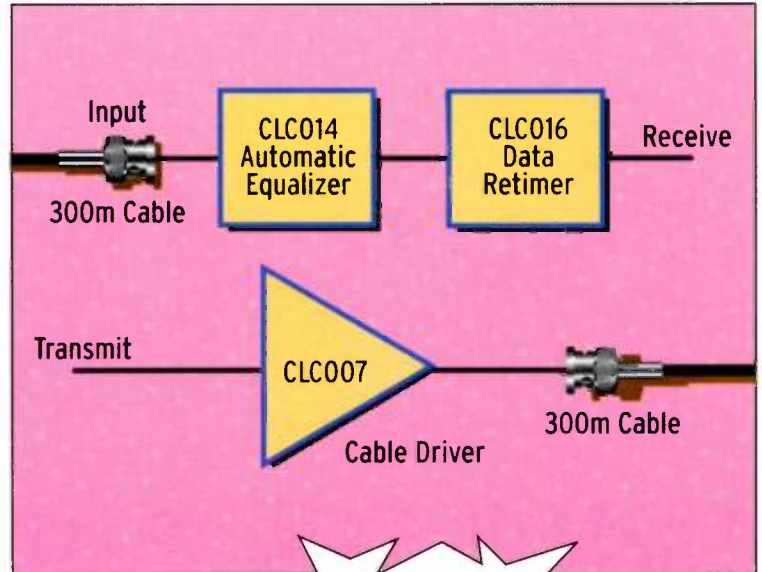 Input
300m Cable
CLC014
Automatic
Equalizer
CLC016
Data
Retimer
Receive
Transmit
CLC007
Cable Driver
300m Cable